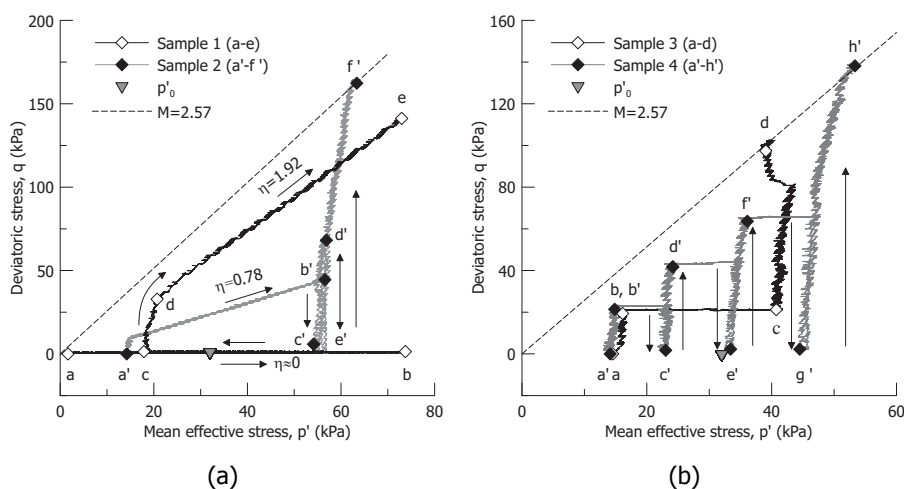 200
150
100
50
0
Deviatoric stress, q (kPa)
Sample 1 (a-e)
Sample 2 (a'-f ')
p'0
M=2.57
f '
e
η=1.92
d'
d
b'
η=0.78
c'
e'
a
a'
c
η≈0
b
0 20 40 60 80
Mean effective stress, p' (kPa)
(a)
160
120
80
40
0
Deviatoric stress, q (kPa)
Sample 3 (a-d)
Sample 4 (a'-h')
p'0
M=2.57
h'
d
f'
d'
b, b'
c
a' a
c'
e'
g '
0 20 40 60
Mean effective stress, p' (kPa)
(b)